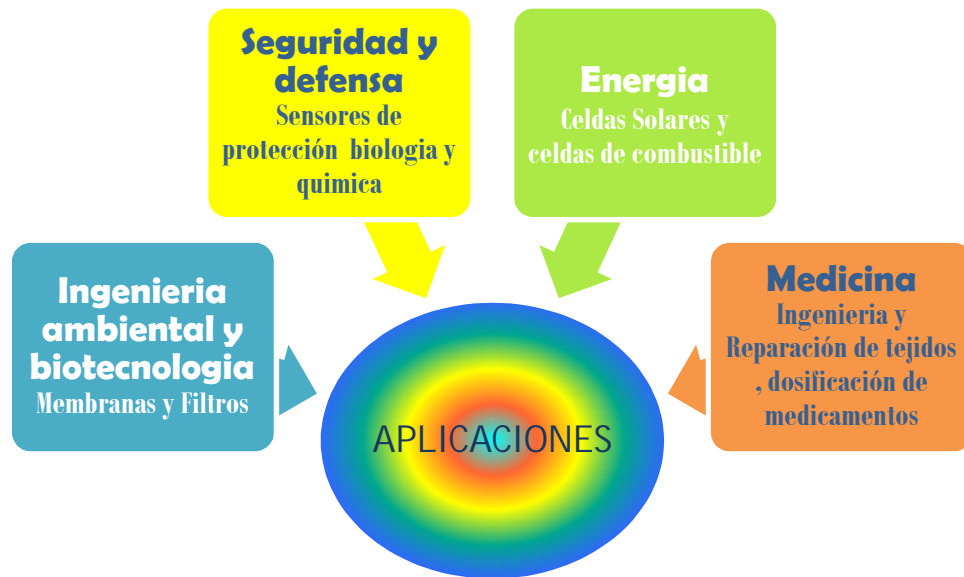 Seguridad y
defensa
Sensores de
protección biologia y
quimica
Energia
Celdas Solares y
celdas de combustible
Ingenieria
ambiental y
biotecnologia
Membranas y Filtros
Medicina
Ingenieria y
Reparación de tejidos
, dosificación de
medicamentos
APLICACIONES